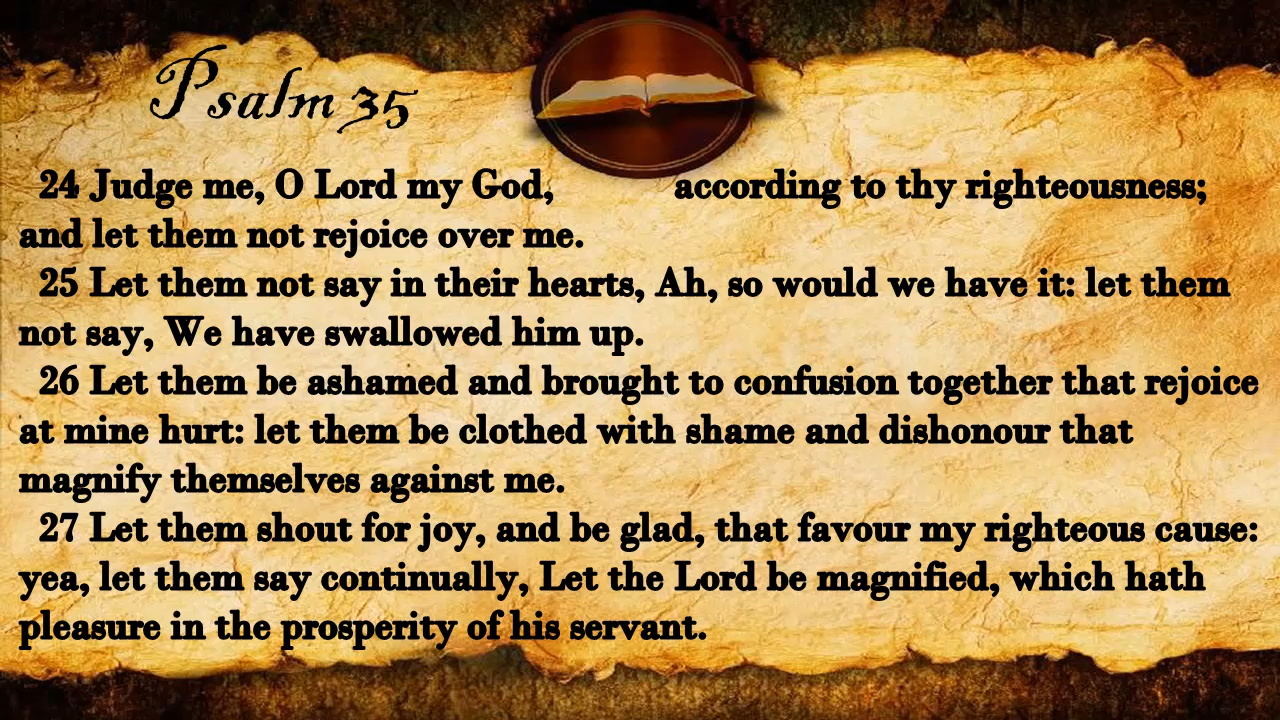 Psalm 35
24 Judge me, O Lord my God, according to thy righteousness;
and let them not rejoice over me.
25 Let them not say in their hearts, Ah, so would we have it: let them
not say, We have swallowed him up.
26 Let them be ashamed and brought to confusion together that rejoice
at mine hurt: let them be clothed with shame and dishonour that
magnify themselves against me.
27 Let them shout for joy, and be glad, that favour my righteous cause:
yea, let them say continually, Let the Lord be magnified, which hath
pleasure in the prosperity of his servant.